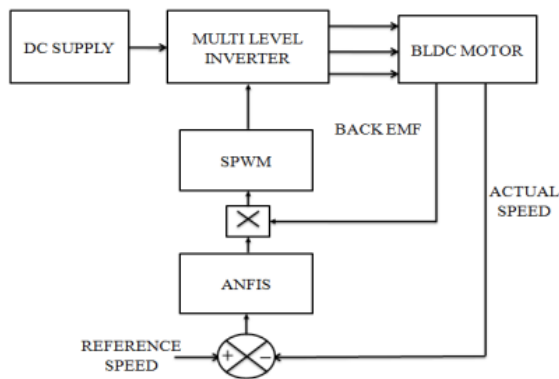 DC SUPPLY
MULTI LEVEL
INVERTER
BLDC MOTOR
BACK EMF
SPWM
ACTUAL
SPEED
ANFIS
REFERENCE
SPEED
+
−